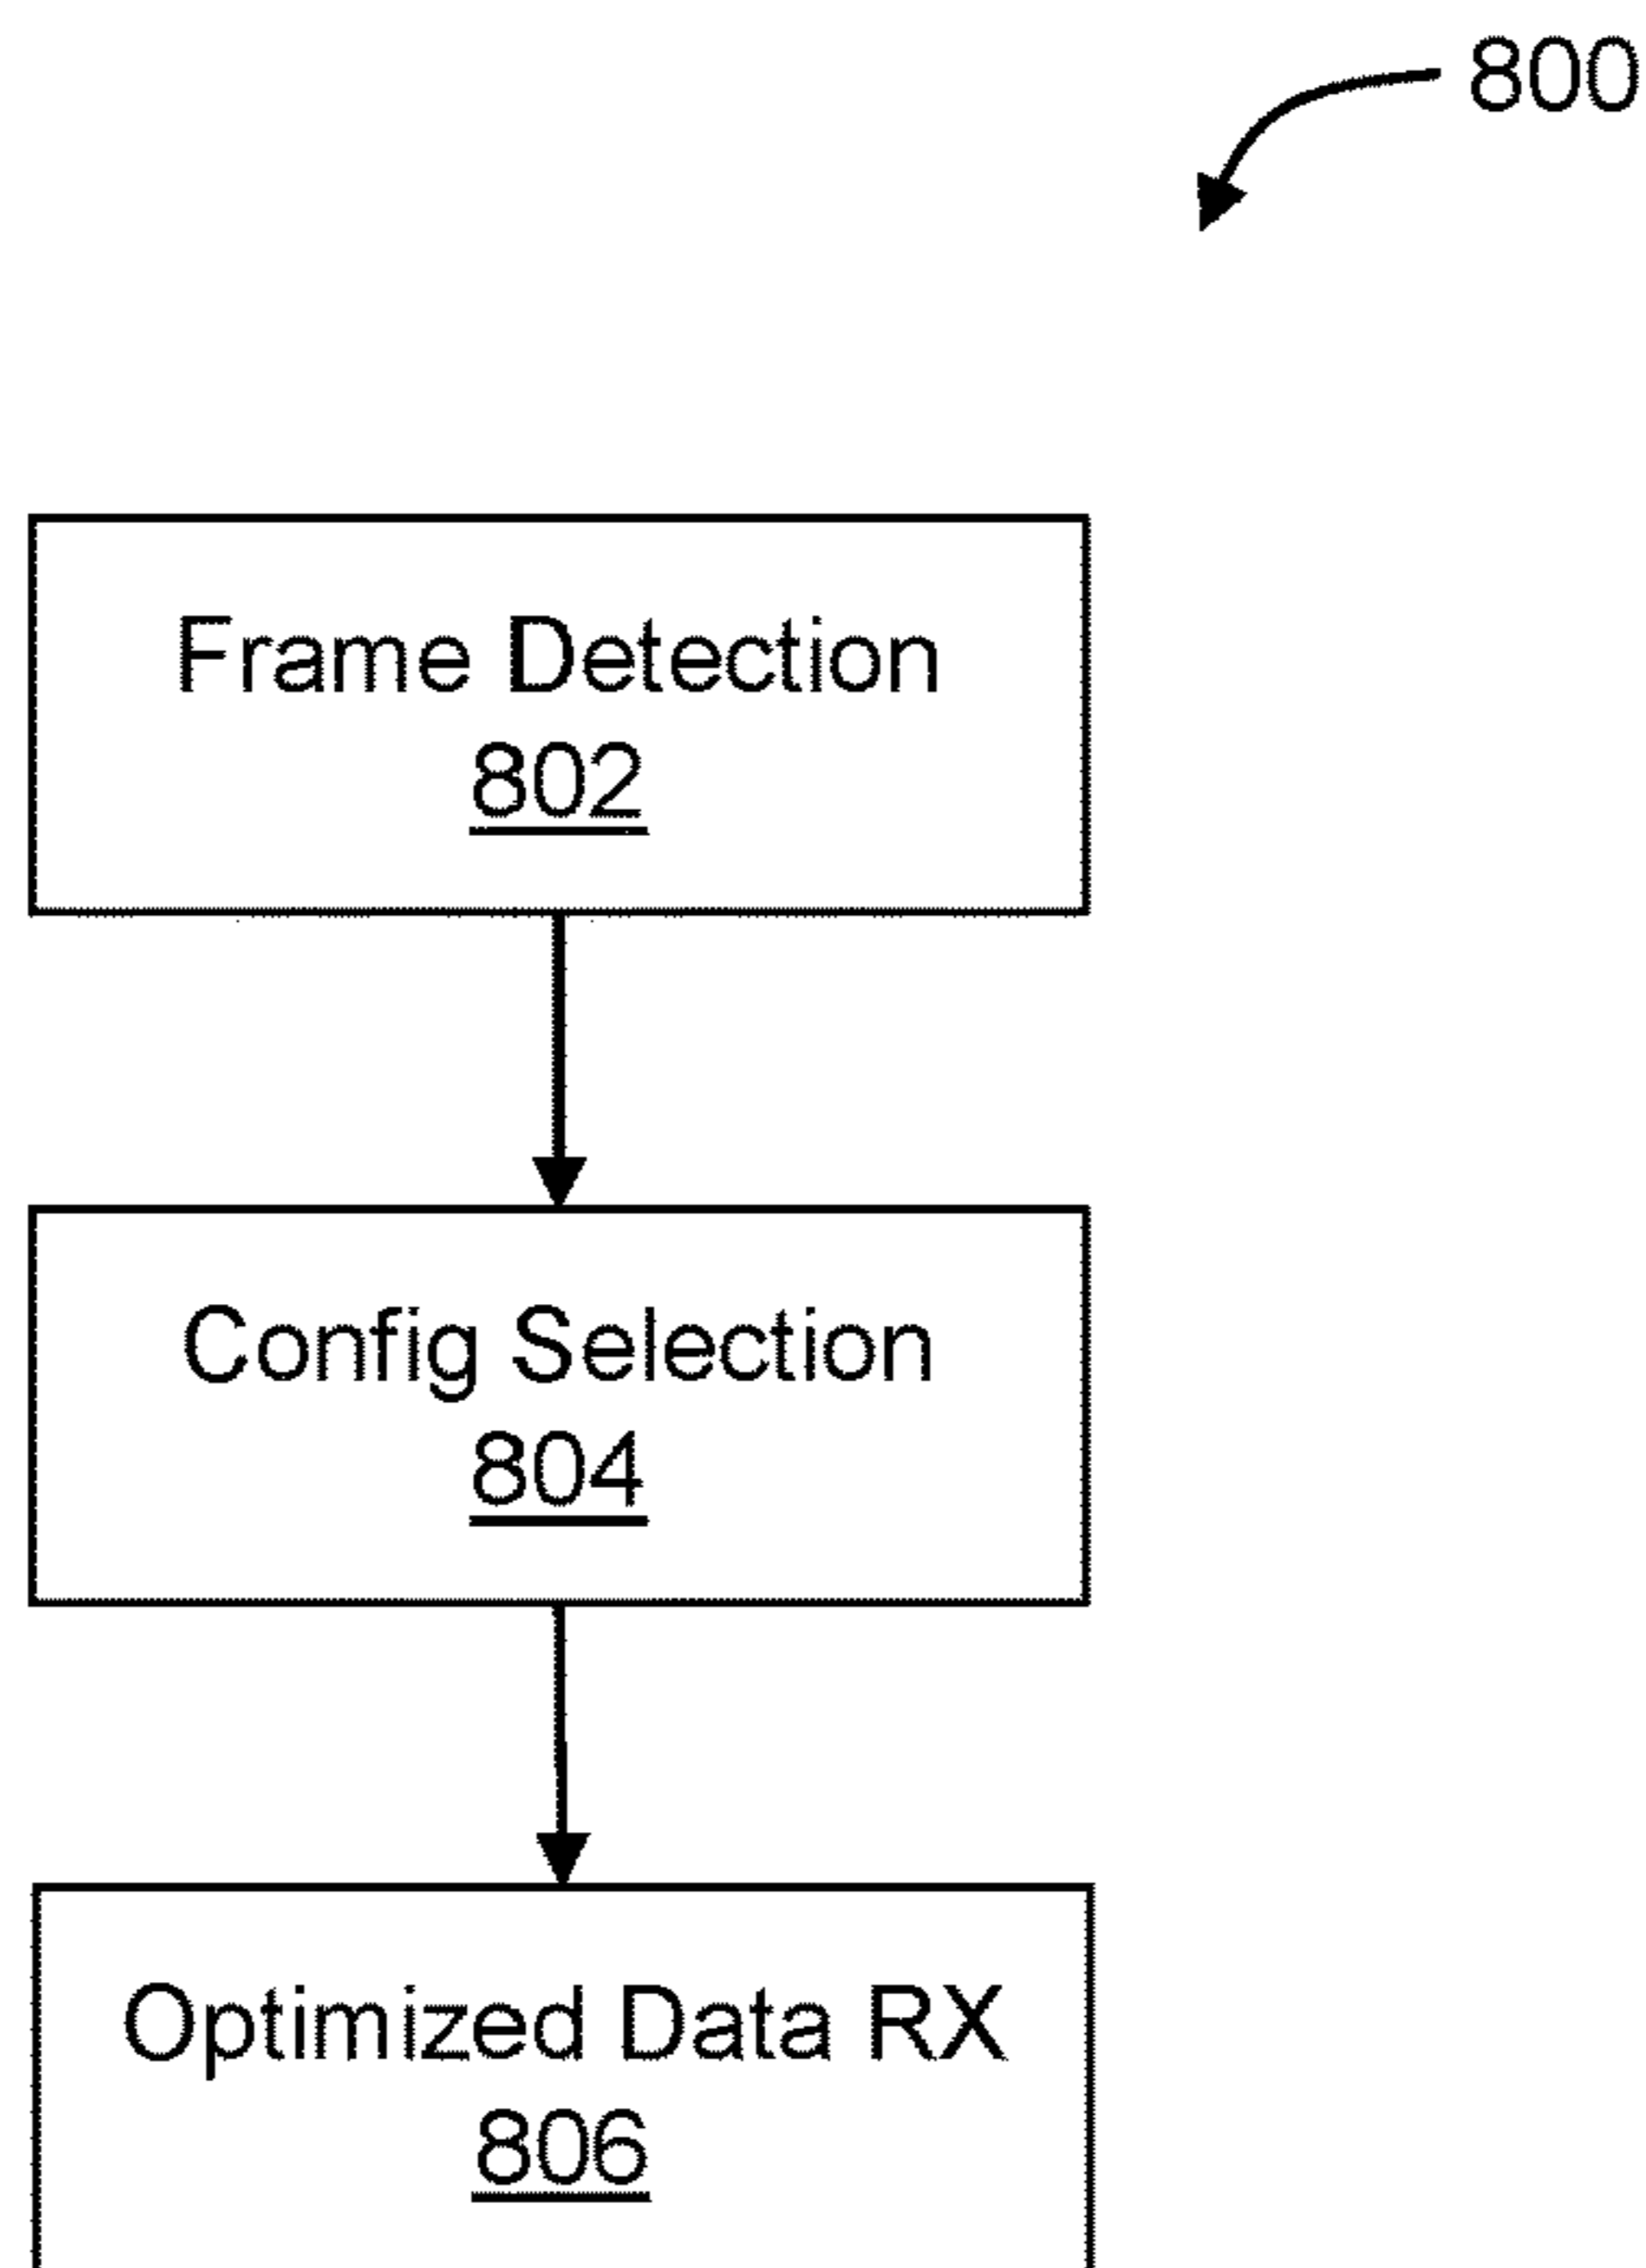 800
Frame Detection
802
Config Selection
804
Optimized Data RX
806